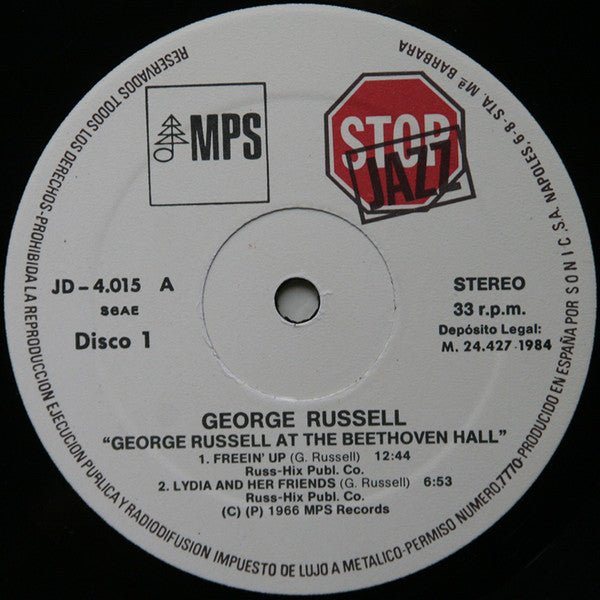 RESERVADOS TODOS LOS DERECHOS-PROHIBIDA LA REPRODUCCION EJECUCION PUBLICA Y RADIODIFUSION IMPUESTO DE LUJO A METALICO-PERMISO NUMERO.7770-PRODUCIDO EN ESPAÑA POR SONIC S.A. NAPOLES, 6-8-STA. Mª BARBARA
MPS
STOP
JAZZ
JD-4.015 A
SGAE
Disco 1
STEREO
33 r.p.m.
Depósito Legal:
M. 24.427-1984
GEORGE RUSSELL
"GEORGE RUSSELL AT THE BEETHOVEN HALL"
1. FREEIN' UP (G. Russell) 12:44
Russ-Hix Publ. Co.
2. LYDIA AND HER FRIENDS (G. Russell) 6:53
Russ-Hix Publ. Co.
(C) (P) 1966 MPS Records